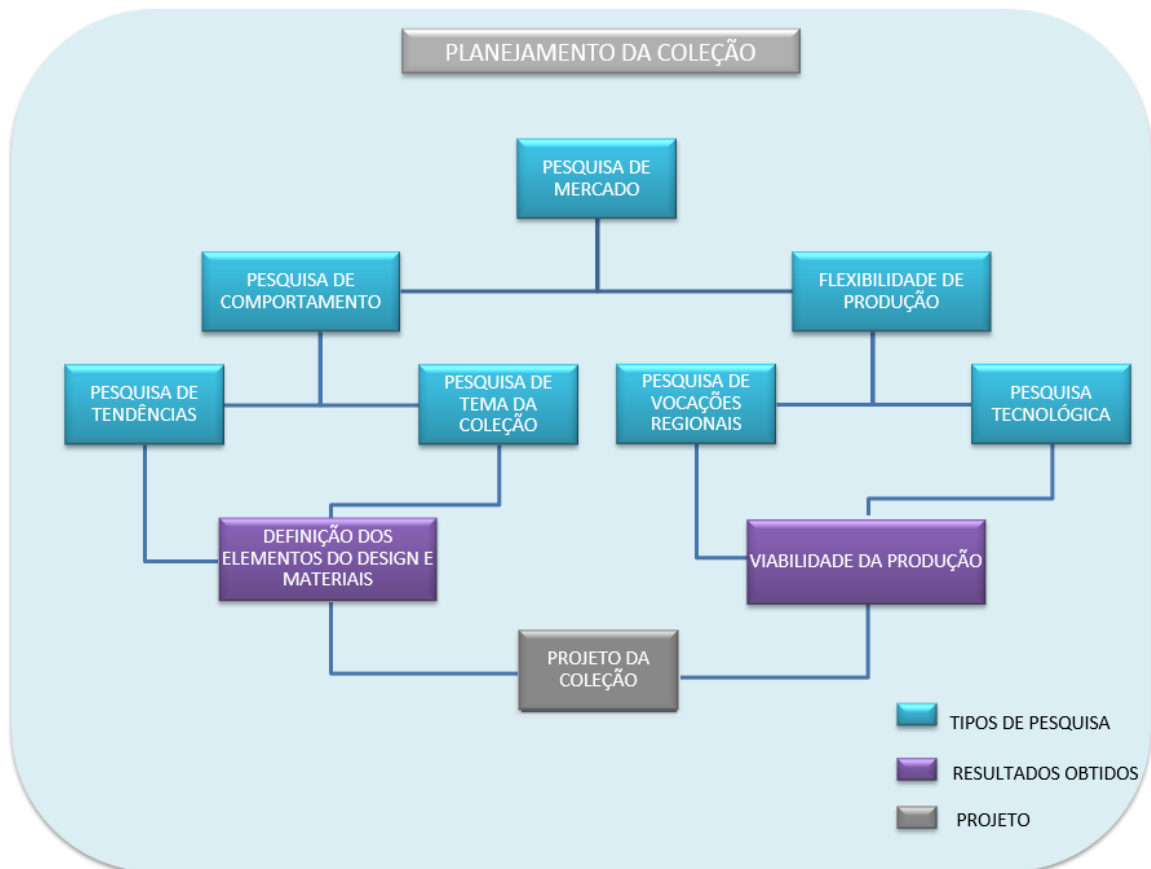 PLANEJAMENTO DA COLEÇÃO
PESQUISA DE
MERCADO
PESQUISA DE
COMPORTAMENTO
FLEXIBILIDADE DE
PRODUÇÃO
PESQUISA DE
TENDÊNCIAS
PESQUISA DE
TEMA DA
COLEÇÃO
PESQUISA DE
VOCAÇÕES
REGIONAIS
PESQUISA
TECNOLÓGICA
DEFINIÇÃO DOS
ELEMENTOS DO DESIGN E
MATERIAIS
VIABILIDADE DA PRODUÇÃO
PROJETO DA
COLEÇÃO
TIPOS DE PESQUISA
RESULTADOS OBTIDOS
PROJETO